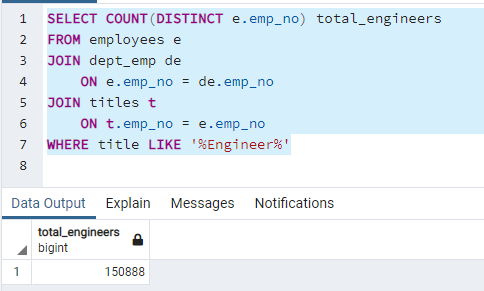 1 SELECT COUNT(DISTINCT e.emp_no) total_engineers
2 FROM employees e
3 JOIN dept_emp de
4     ON e.emp_no = de.emp_no
5 JOIN titles t
6     ON t.emp_no = e.emp_no
7 WHERE title LIKE '%Engineer%'
8
Data Output Explain Messages Notifications
total_engineers
bigint
1 150888